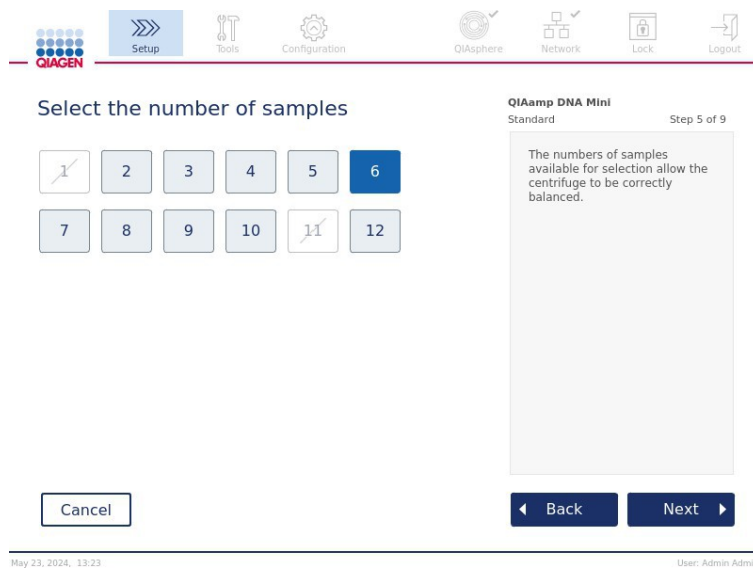 QIAGEN
Setup
Tools
Configuration
QIAsphere
Network
Lock
Logout
Select the number of samples
1 2 3 4 5 6
7 8 9 10 11 12
QIAamp DNA Mini
Standard
Step 5 of 9
The numbers of samples
available for selection allow the
centrifuge to be correctly
balanced.
Cancel
Back
Next
May 23, 2024, 13:23
User: Admin